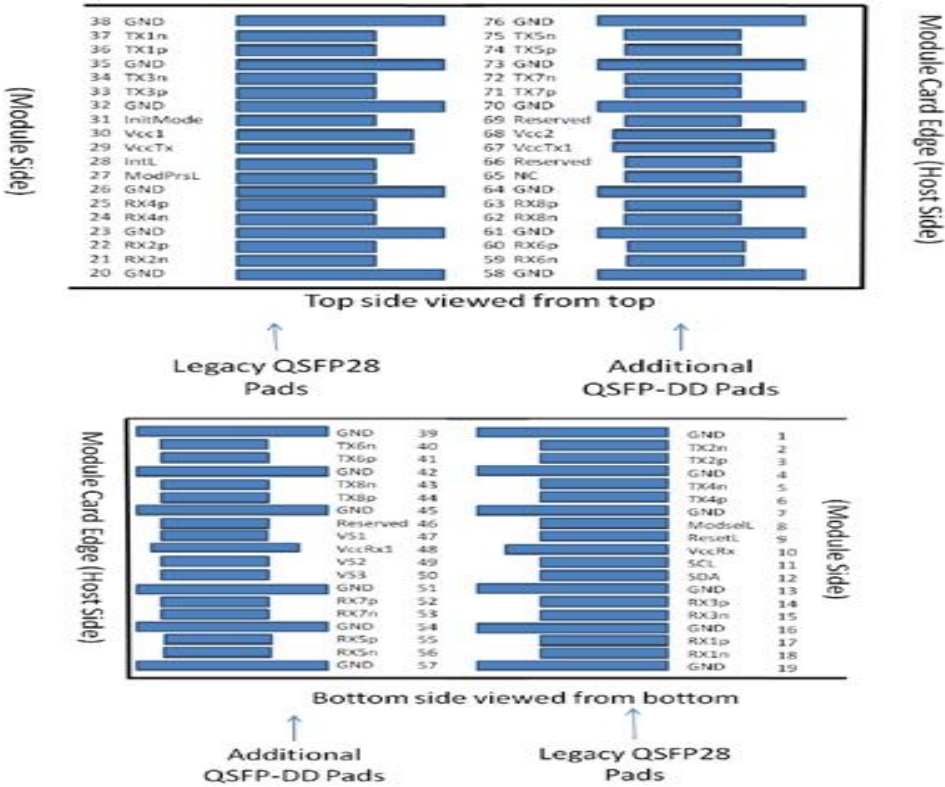 38 GND 76 GND
37 TX1n 75 TX5n
36 TX1p 74 TX5p
35 GND 73 GND
34 TX3n 72 TX7n
33 TX3p 71 TX7p
32 GND 70 GND
31 InitMode 69 Reserved
30 Vcc1 68 Vcc2
29 VccTx 67 VccTx1
28 IntL 66 Reserved
27 ModPrsL 65 NC
26 GND 64 GND
25 RX4p 63 RX8p
24 RX4n 62 RX8n
23 GND 61 GND
22 RX2p 60 RX6p
21 RX2n 59 RX6n
20 GND 58 GND
(Module Side)
Module Card Edge (Host Side)
Top side viewed from top
Legacy QSFP28
Pads
Additional
QSFP-DD Pads
GND 39 GND 1
TX6n 40 TX2n 2
TX6p 41 TX2p 3
GND 42 GND 4
TX8n 43 TX4n 5
TX8p 44 TX4p 6
GND 45 GND 7
Reserved 46 ModselL 8
VS1 47 ResetL 9
VccRx1 48 VccRx 10
VS2 49 SCL 11
VS3 50 SDA 12
GND 51 GND 13
RX7p 52 RX3p 14
RX7n 53 RX3n 15
GND 54 GND 16
RX5p 55 RX1p 17
RX5n 56 RX1n 18
GND 57 GND 19
Module Card Edge (Host Side)
(Module Side)
Bottom side viewed from bottom
Additional
QSFP-DD Pads
Legacy QSFP28
Pads